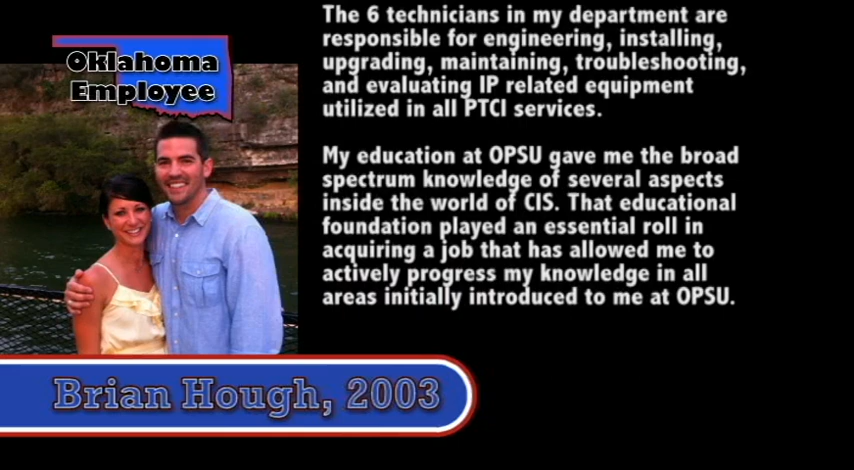 Oklahoma
Employee
The 6 technicians in my department are
responsible for engineering, installing,
upgrading, maintaining, troubleshooting,
and evaluating IP related equipment
utilized in all PTCI services.
My education at OPSU gave me the broad
spectrum knowledge of several aspects
inside the world of CIS. That educational
foundation played an essential roll in
acquiring a job that has allowed me to
actively progress my knowledge in all
areas initially introduced to me at OPSU.
Brian Hough, 2003